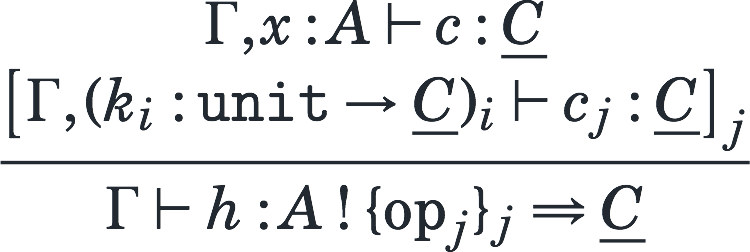 Γ,x:A ⊢ c:C̲
[Γ,(kᵢ:unit → C̲)ᵢ ⊢ cⱼ:C̲]ⱼ
Γ ⊢ h:A!{opⱼ}ⱼ ⇒ C̲